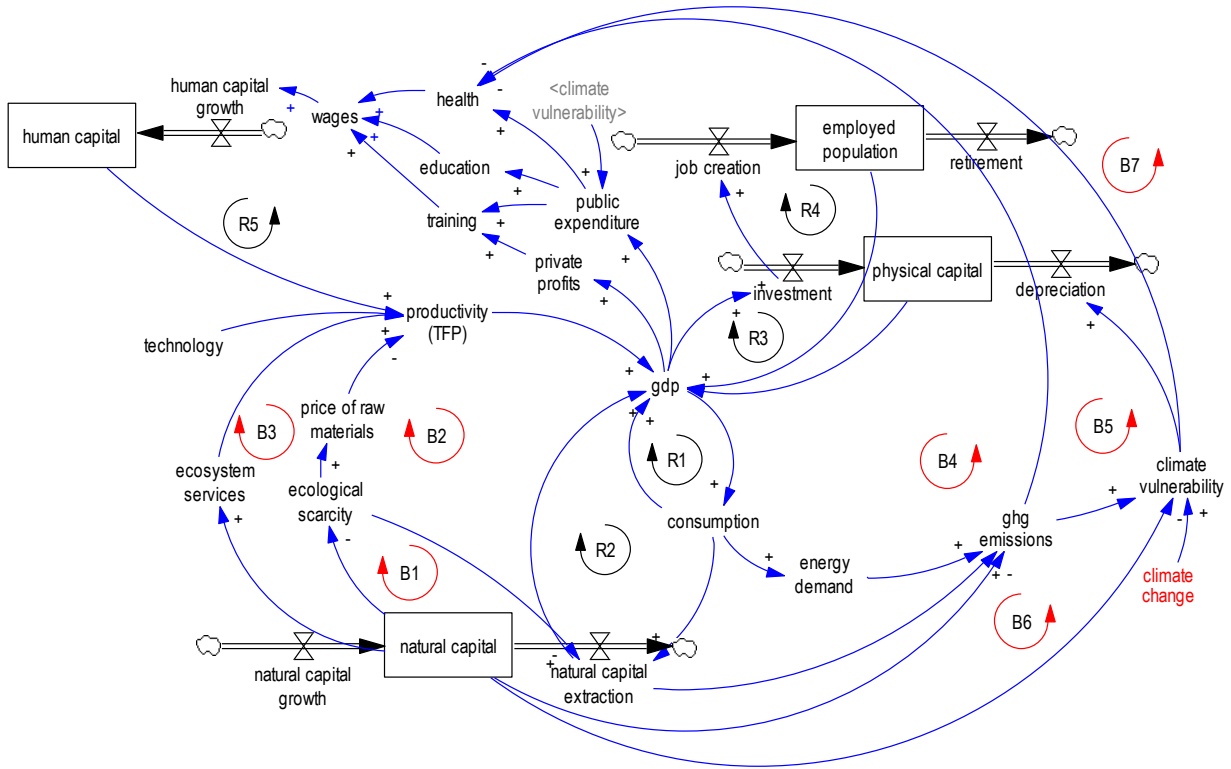 human capital
growth
health
<climate
vulnerability>
human capital
wages
employed
population
job creation
retirement
B7
education
R5
training
public
expenditure
R4
private
profits
physical capital
investment
depreciation
productivity
(TFP)
technology
R3
gdp
price of raw
materials
B3
B2
B5
R1
B4
ecosystem
services
ecological
scarcity
climate
vulnerability
consumption
ghg
emissions
R2
energy
demand
B1
climate
change
B6
natural capital
natural capital
growth
natural capital
extraction
- - + + + + + + + + + + + + + + + + + + + - + + + + + + + - + + + - + - + + - +